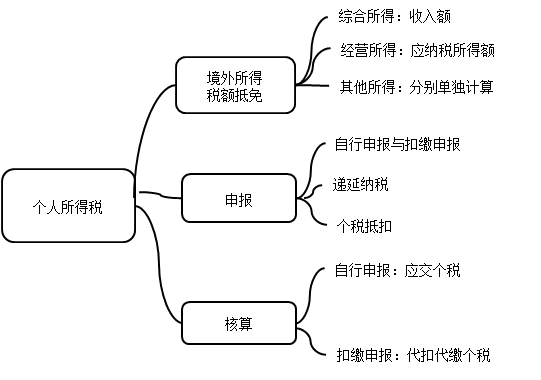 综合所得：收入额
经营所得：应纳税所得额
境外所得
税额抵免
其他所得：分别单独计算
自行申报与扣缴申报
递延纳税
个人所得税
申报
个税抵扣
自行申报：应交个税
核算
扣缴申报：代扣代缴个税